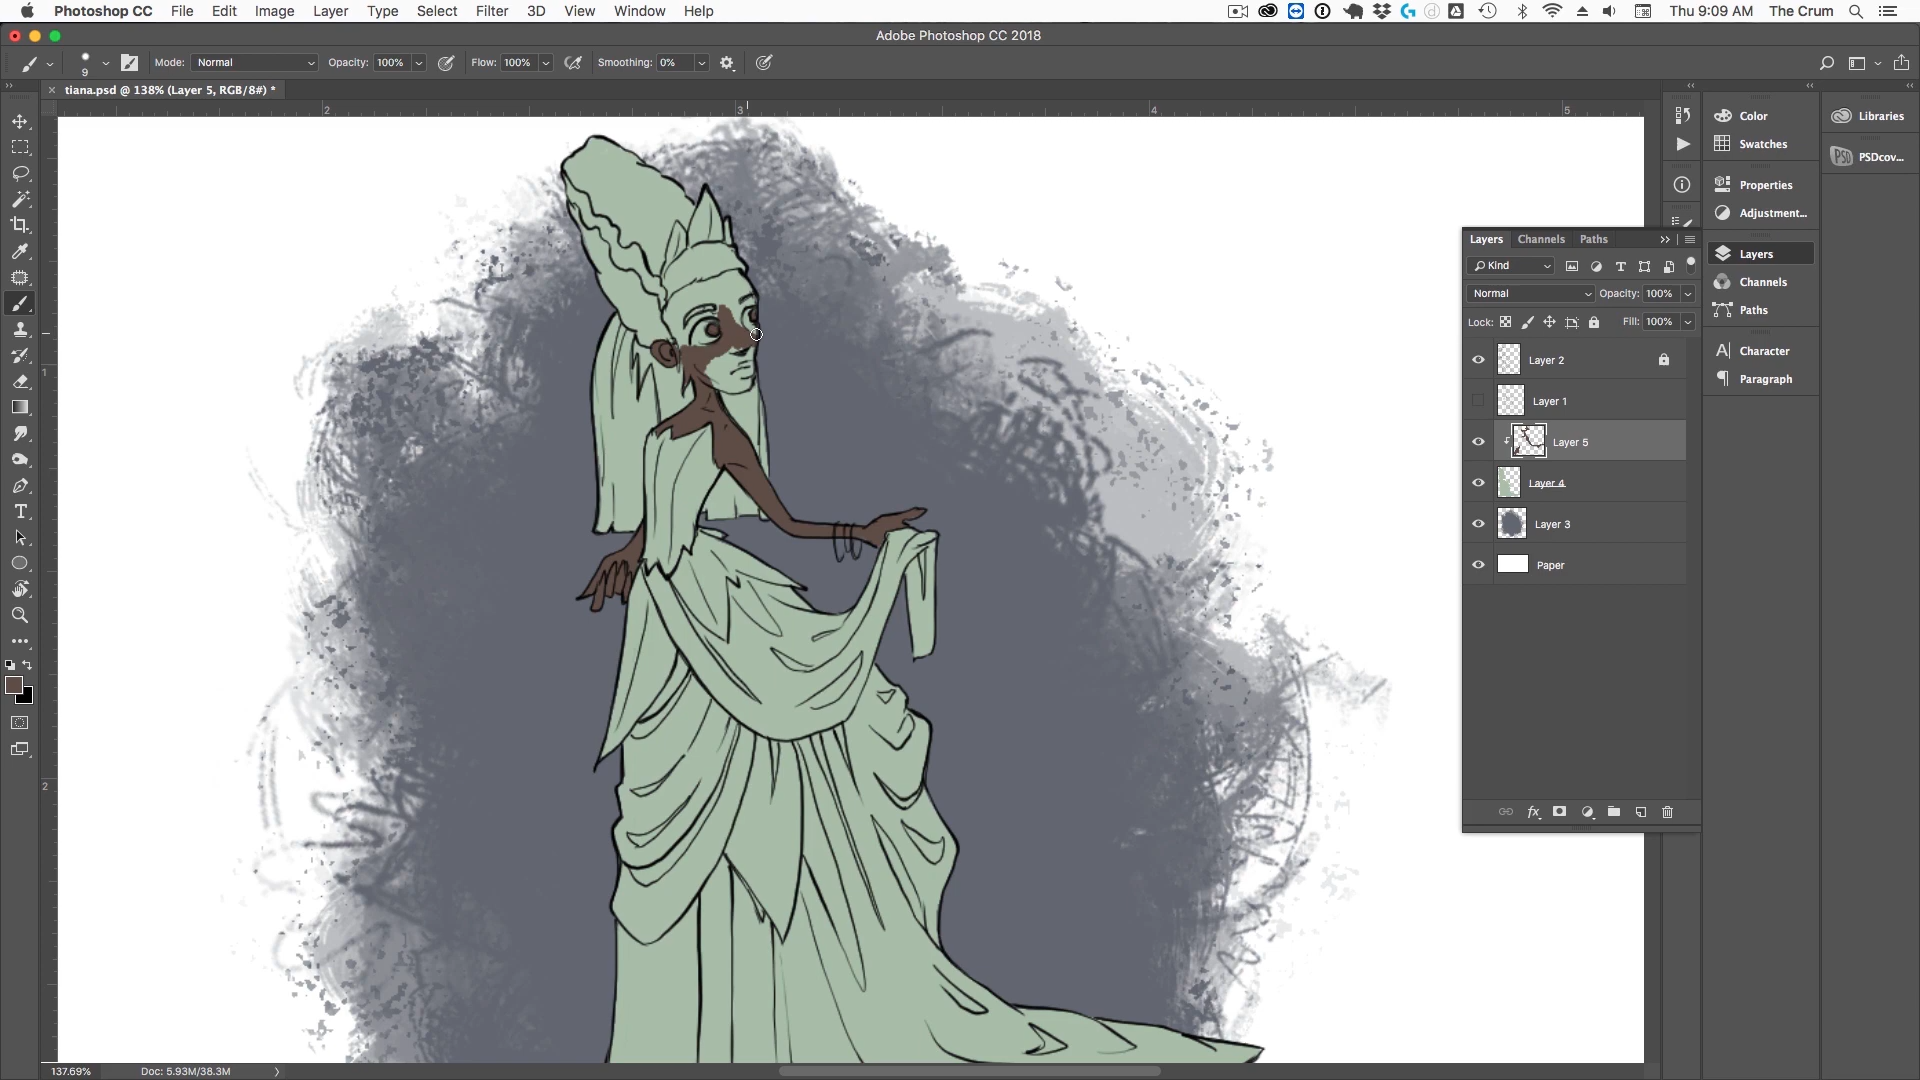 Photoshop CC File Edit Image Layer Type Select Filter 3D View Window Help Thu 9:09 AM The Crum
Adobe Photoshop CC 2018
9 Mode: Normal Opacity: 100% Flow: 100% Smoothing: 0%
tiana.psd @ 138% (Layer 5, RGB/8#) *
2 3 4 5
1
2
Color
Swatches
Properties
Adjustment...
Layers
Channels
Paths
Character
Paragraph
Libraries
PSDcov...
Layers Channels Paths
Kind
Normal Opacity: 100%
Lock: Fill: 100%
Layer 2
Layer 1
Layer 5
Layer 4
Layer 3
Paper
fx
137.69% Doc: 5.93M/38.3M